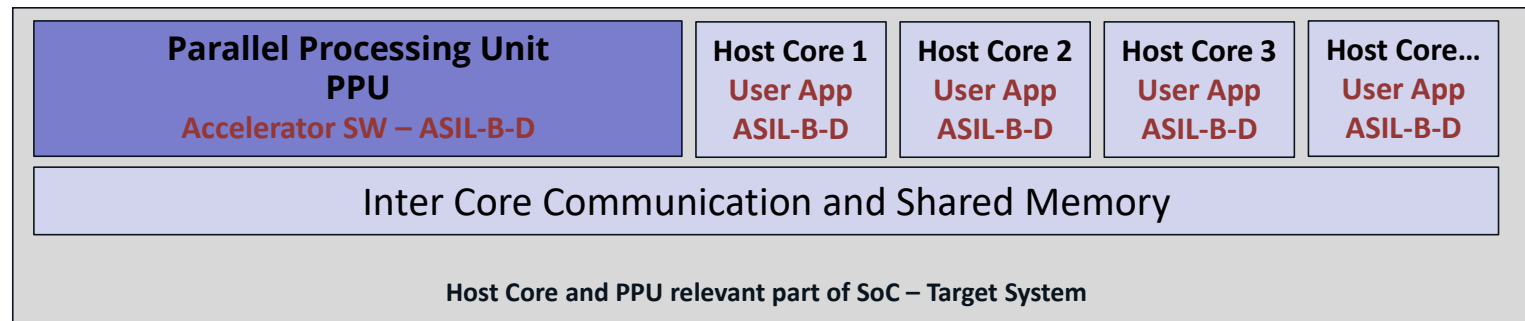 Parallel Processing Unit
PPU
Accelerator SW – ASIL-B-D
Host Core 1
User App
ASIL-B-D
Host Core 2
User App
ASIL-B-D
Host Core 3
User App
ASIL-B-D
Host Core…
User App
ASIL-B-D
Inter Core Communication and Shared Memory
Host Core and PPU relevant part of SoC – Target System